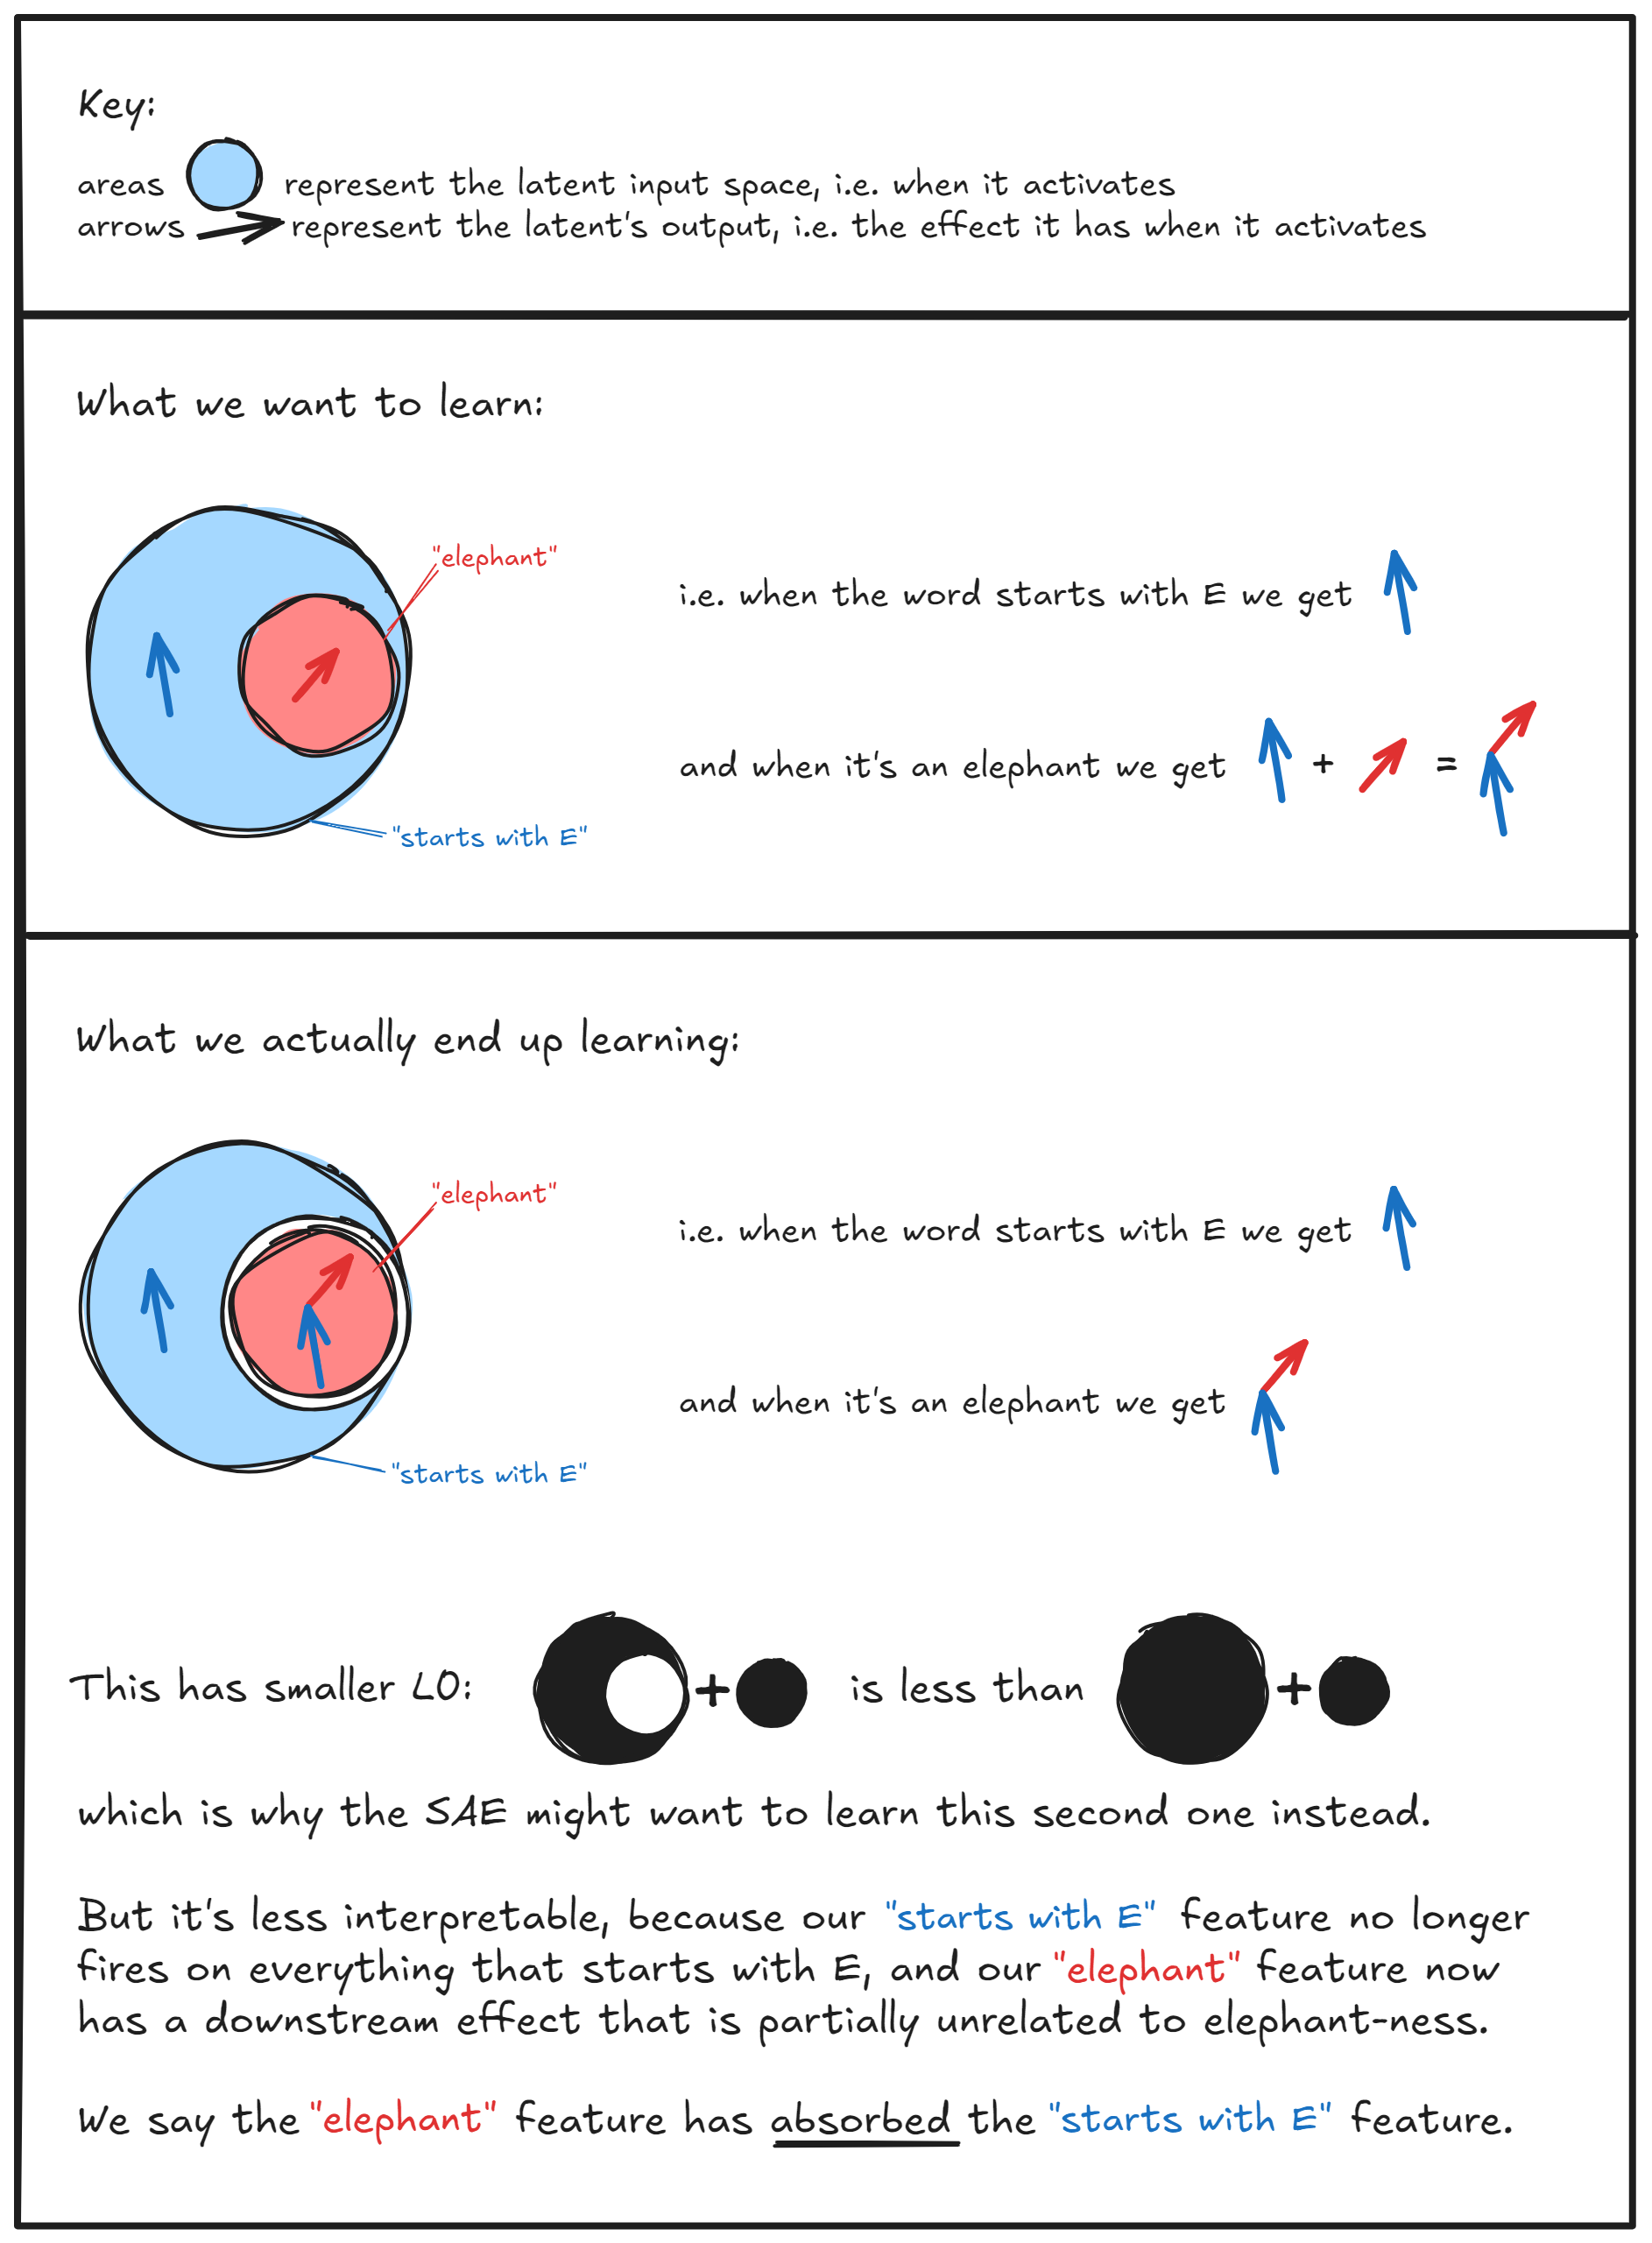 Key:
areas represent the latent input space, i.e. when it activates
arrows represent the latent's output, i.e. the effect it has when it activates
What we want to learn:
"elephant"
i.e. when the word starts with E we get
and when it's an elephant we get + =
"starts with E"
What we actually end up learning:
"elephant"
i.e. when the word starts with E we get
and when it's an elephant we get
"starts with E"
This has smaller L0: + is less than +
which is why the SAE might want to learn this second one instead.
But it's less interpretable, because our "starts with E" feature no longer
fires on everything that starts with E, and our "elephant" feature now
has a downstream effect that is partially unrelated to elephant-ness.
We say the "elephant" feature has absorbed the "starts with E" feature.